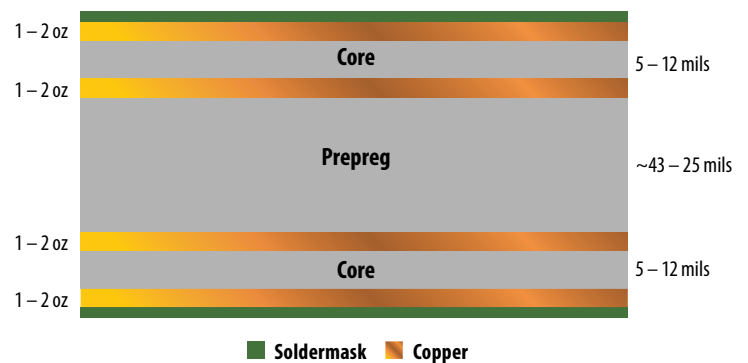 1 – 2 oz
Core
5 – 12 mils
1 – 2 oz
Prepreg
~43 – 25 mils
1 – 2 oz
Core
5 – 12 mils
1 – 2 oz
Soldermask Copper